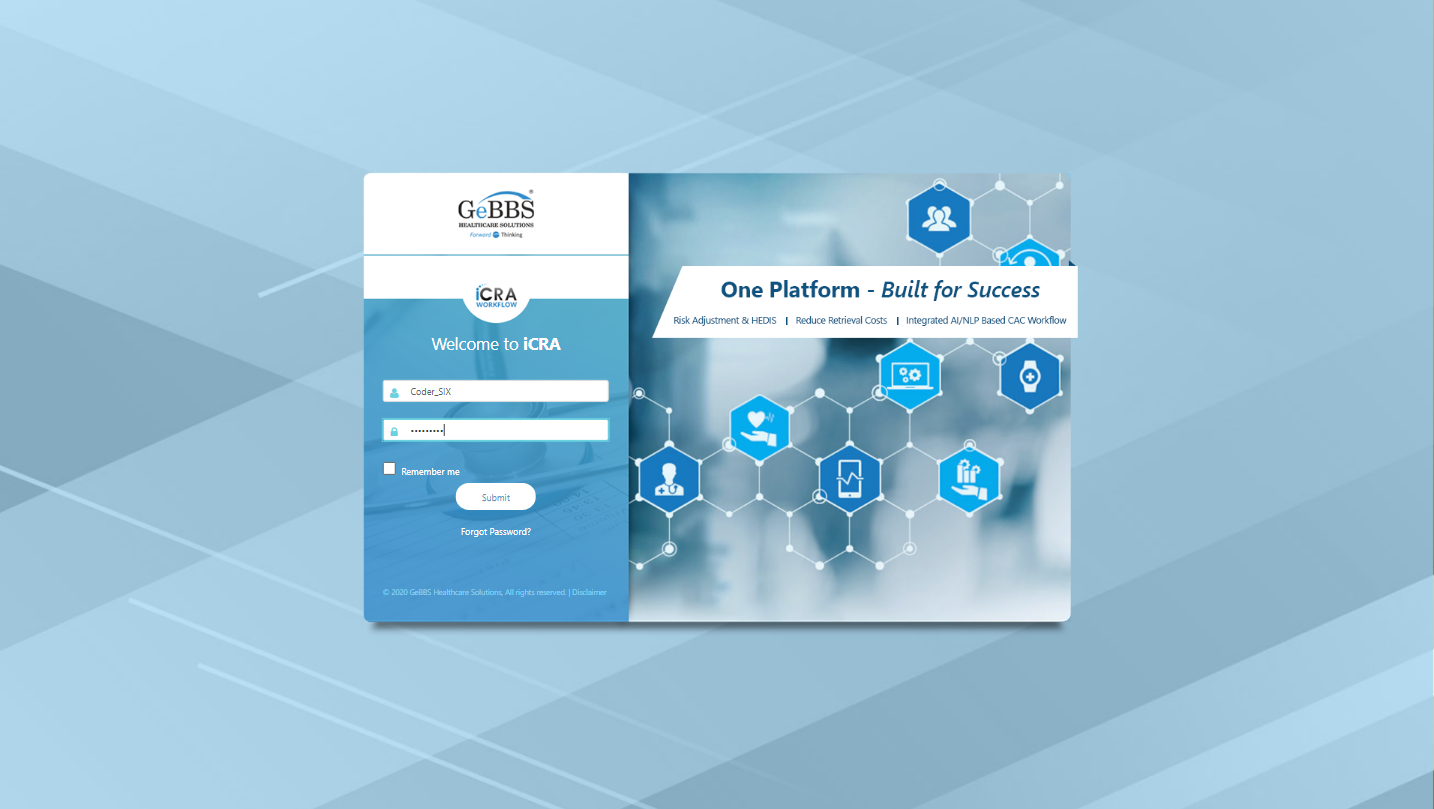 GeBBS®
HEALTHCARE SOLUTIONS
Forward Thinking
iCRA
WORKFLOW
Welcome to iCRA
Coder_SIX
•••••••••
Remember me
Submit
Forgot Password?
© 2020 GeBBS Healthcare Solutions, All rights reserved. | Disclaimer
One Platform - Built for Success
Risk Adjustment & HEDIS | Reduce Retrieval Costs | Integrated AI/NLP Based CAC Workflow